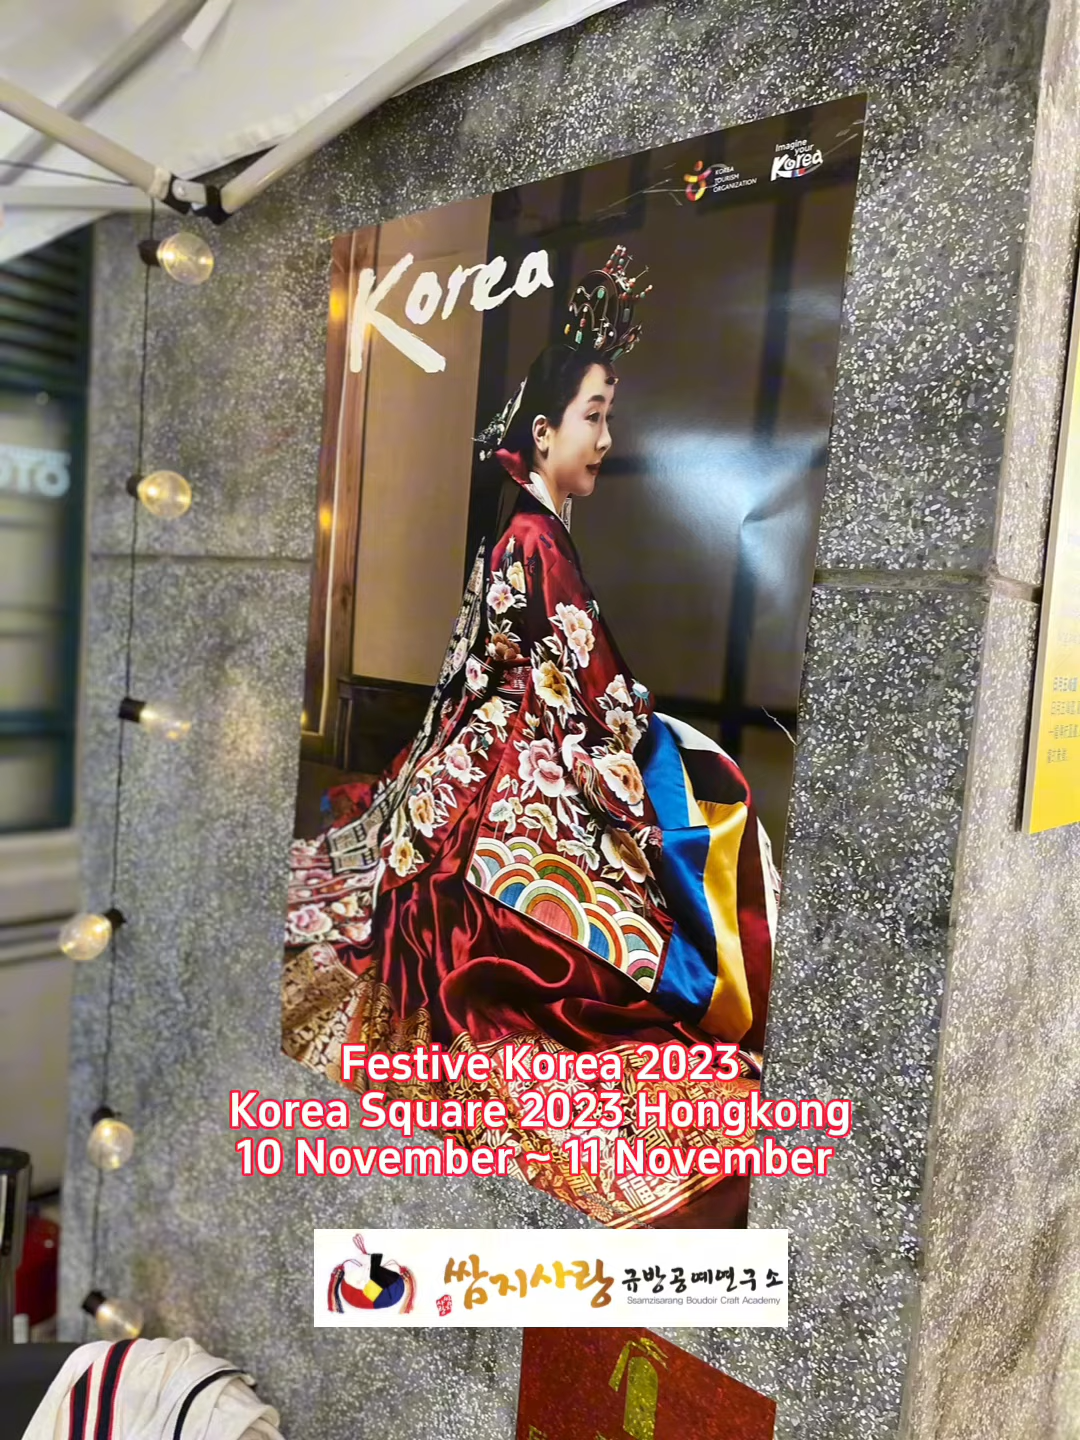 Imagine
your
Korea
KOREA
TOURISM
ORGANIZATION
Korea
Festive Korea 2023
Korea Square 2023 Hongkong
10 November ~ 11 November
쌈지사랑 규방공예연구소
Ssamzisarang Boudoir Craft Academy